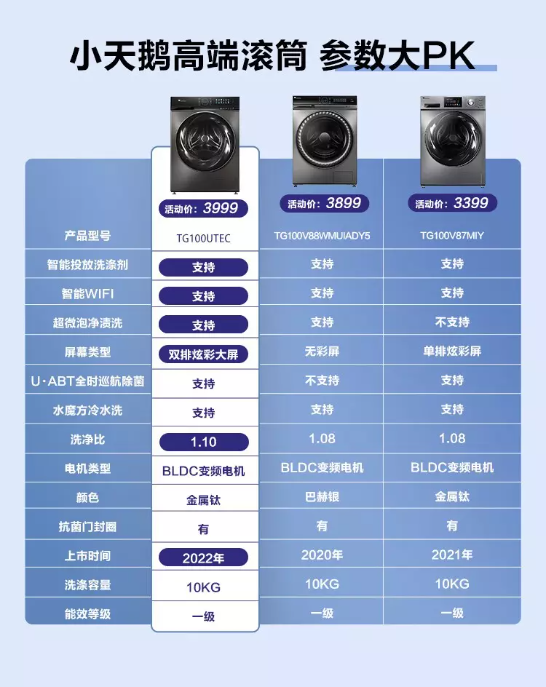 小天鹅高端滚筒 参数大PK
活动价：3999 活动价：3899 活动价：3399
产品型号 TG100UTEC TG100V88WMUIADY5 TG100V87MIY
智能投放洗涤剂 支持 支持 支持
智能WIFI 支持 支持 支持
超微泡净渍洗 支持 支持 不支持
屏幕类型 双排炫彩大屏 无彩屏 单排炫彩屏
U·ABT全时巡航除菌 支持 不支持 支持
水魔方冷水洗 支持 支持 支持
洗净比 1.10 1.08 1.08
电机类型 BLDC变频电机 BLDC变频电机 BLDC变频电机
颜色 金属钛 巴赫银 金属钛
抗菌门封圈 有 有 有
上市时间 2022年 2020年 2021年
洗涤容量 10KG 10KG 10KG
能效等级 一级 一级 一级